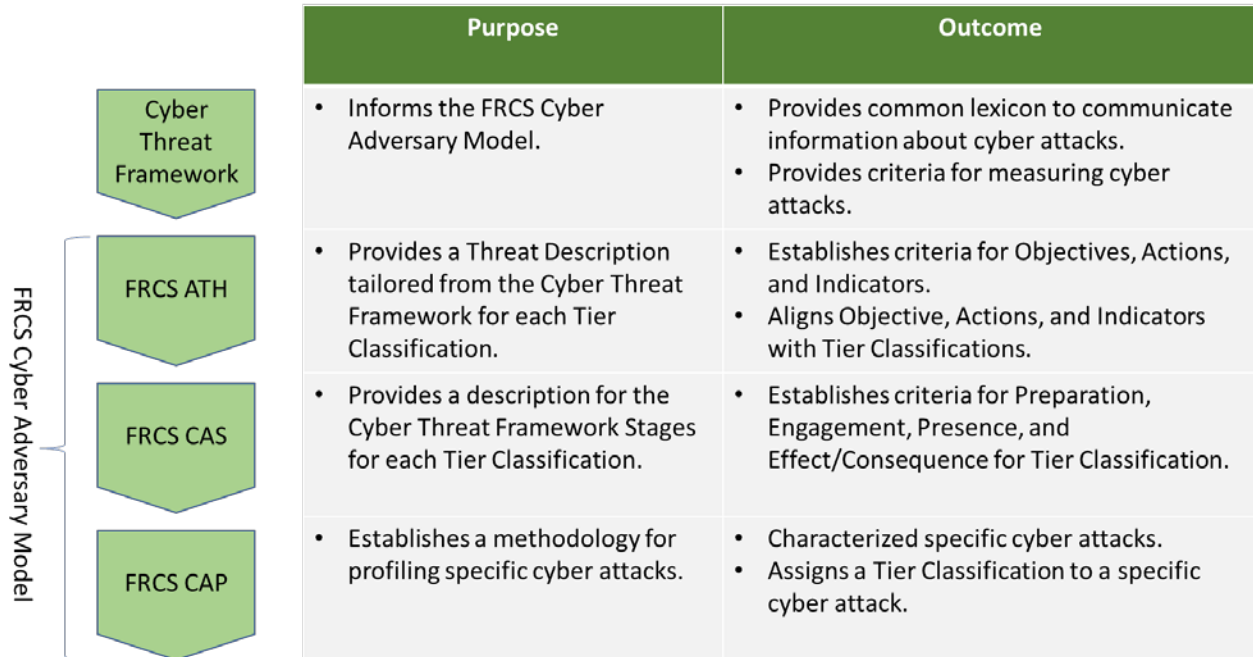 Purpose
Outcome
Cyber
Threat
Framework
• Informs the FRCS Cyber
Adversary Model.
• Provides common lexicon to communicate
information about cyber attacks.
• Provides criteria for measuring cyber
attacks.
FRCS Cyber Adversary Model
FRCS ATH
• Provides a Threat Description
tailored from the Cyber Threat
Framework for each Tier
Classification.
• Establishes criteria for Objectives, Actions,
and Indicators.
• Aligns Objective, Actions, and Indicators
with Tier Classifications.
FRCS CAS
• Provides a description for the
Cyber Threat Framework Stages
for each Tier Classification.
• Establishes criteria for Preparation,
Engagement, Presence, and
Effect/Consequence for Tier Classification.
FRCS CAP
• Establishes a methodology for
profiling specific cyber attacks.
• Characterized specific cyber attacks.
• Assigns a Tier Classification to a specific
cyber attack.